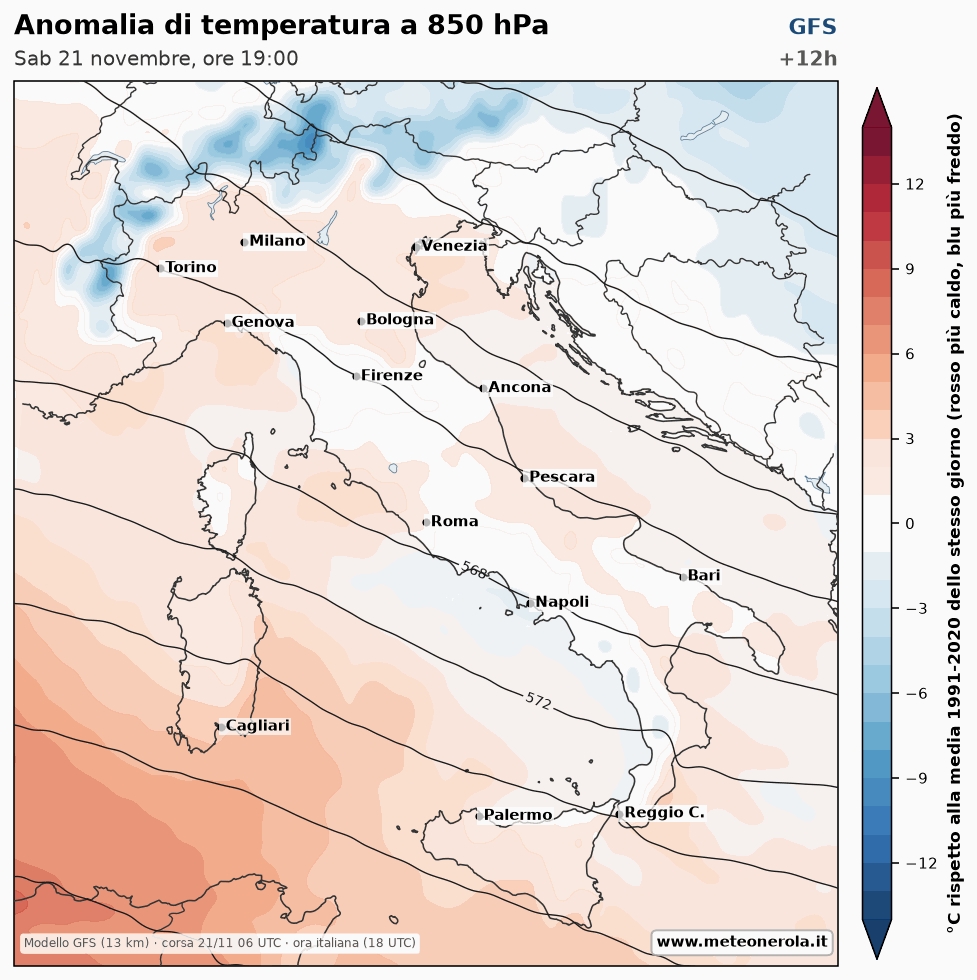 Anomalia di temperatura a 850 hPa
GFS
Sab 21 novembre, ore 19:00
+12h
Milano
Venezia
Torino
Genova
Bologna
Firenze
Ancona
Pescara
Roma
568
Bari
Napoli
572
Cagliari
Palermo
Reggio C.
Modello GFS (13 km) · corsa 21/11 06 UTC · ora italiana (18 UTC)
www.meteonerola.it
12
9
6
3
0
−3
−6
−9
−12
°C rispetto alla media 1991-2020 dello stesso giorno (rosso più caldo, blu più freddo)